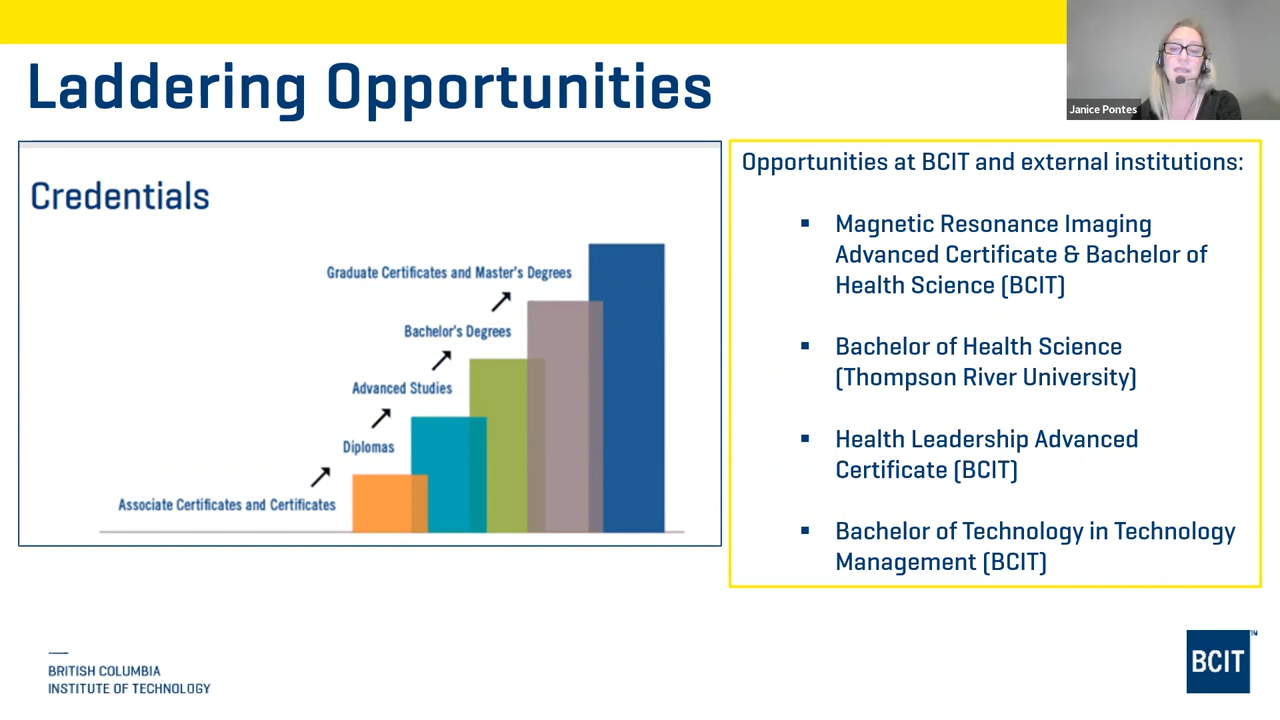 Laddering Opportunities
Janice Pontes
Credentials
Graduate Certificates and Master's Degrees
Bachelor's Degrees
Advanced Studies
Diplomas
Associate Certificates and Certificates
Opportunities at BCIT and external institutions:
▪ Magnetic Resonance Imaging
Advanced Certificate & Bachelor of
Health Science (BCIT)
▪ Bachelor of Health Science
(Thompson River University)
▪ Health Leadership Advanced
Certificate (BCIT)
▪ Bachelor of Technology in Technology
Management (BCIT)
BRITISH COLUMBIA
INSTITUTE OF TECHNOLOGY
BCIT™